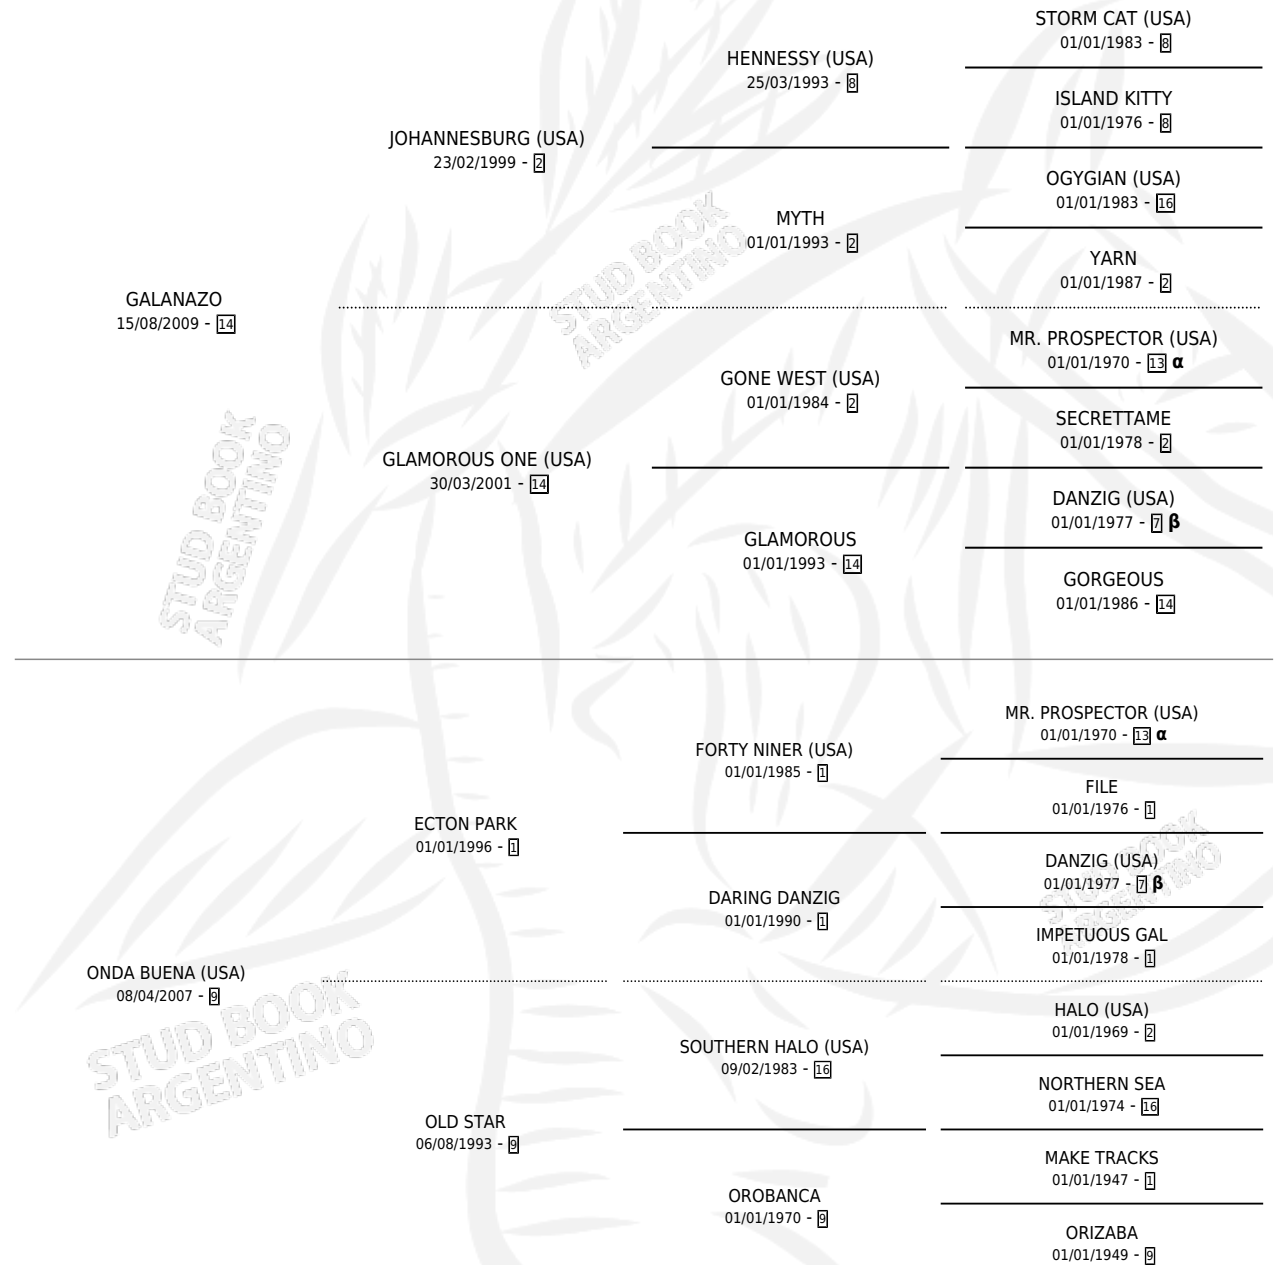 STORM CAT (USA)
01/01/1983 - 8
HENNESSY (USA)
25/03/1993 - 8
ISLAND KITTY
01/01/1976 - 8
JOHANNESBURG (USA)
23/02/1999 - 2
OGYGIAN (USA)
01/01/1983 - 16
MYTH
01/01/1993 - 2
YARN
01/01/1987 - 2
GALANAZO
15/08/2009 - 14
MR. PROSPECTOR (USA)
01/01/1970 - 13 α
GONE WEST (USA)
01/01/1984 - 2
SECRETTAME
01/01/1978 - 2
GLAMOROUS ONE (USA)
30/03/2001 - 14
DANZIG (USA)
01/01/1977 - 7 β
GLAMOROUS
01/01/1993 - 14
GORGEOUS
01/01/1986 - 14
STUD BOOK
ARGENTINO
STUD BOOK
ARGENTINO
MR. PROSPECTOR (USA)
01/01/1970 - 13 α
FORTY NINER (USA)
01/01/1985 - 1
FILE
01/01/1976 - 1
ECTON PARK
01/01/1996 - 1
DANZIG (USA)
01/01/1977 - 7 β
DARING DANZIG
01/01/1990 - 1
IMPETUOUS GAL
01/01/1978 - 1
ONDA BUENA (USA)
08/04/2007 - 9
HALO (USA)
01/01/1969 - 2
SOUTHERN HALO (USA)
09/02/1983 - 16
NORTHERN SEA
01/01/1974 - 16
OLD STAR
06/08/1993 - 9
MAKE TRACKS
01/01/1947 - 1
OROBANCA
01/01/1970 - 9
ORIZABA
01/01/1949 - 9
STUD BOOK
ARGENTINO
STUD BOOK
ARGENTINO